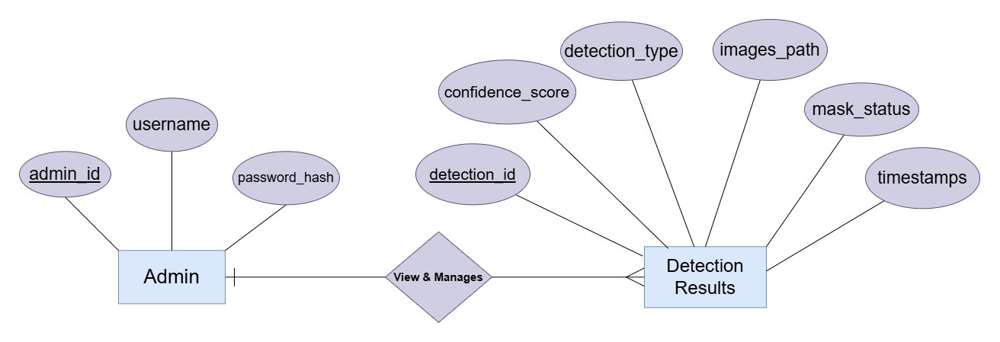 detection_type
images_path
confidence_score
mask_status
username
admin_id
password_hash
detection_id
timestamps
Admin
View & Manages
Detection
Results